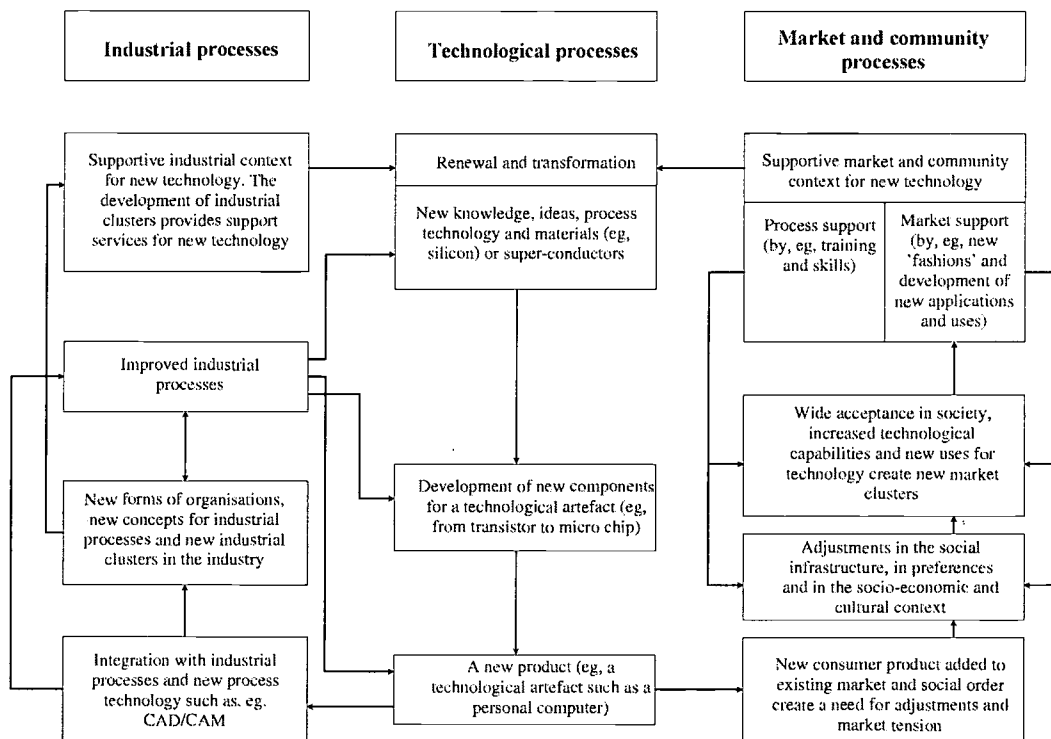 Industrial processes
Technological processes
Market and community
processes
Supportive industrial context
for new technology. The
development of industrial
clusters provides support
services for new technology
Renewal and transformation
New knowledge, ideas, process
technology and materials (eg,
silicon) or super-conductors
Supportive market and community
context for new technology
Process support
(by, eg, training
and skills)
Market support
(by, eg, new
'fashions' and
development of
new applications
and uses)
Improved industrial
processes
Wide acceptance in society,
increased technological
capabilities and new uses for
technology create new market
clusters
New forms of organisations,
new concepts for industrial
processes and new industrial
clusters in the industry
Development of new components
for a technological artefact (eg,
from transistor to micro chip)
Adjustments in the social
infrastructure, in preferences
and in the socio-economic and
cultural context
Integration with industrial
processes and new process
technology such as, eg.
CAD/CAM
A new product (eg, a
technological artefact such as a
personal computer)
New consumer product added to
existing market and social order
create a need for adjustments and
market tension